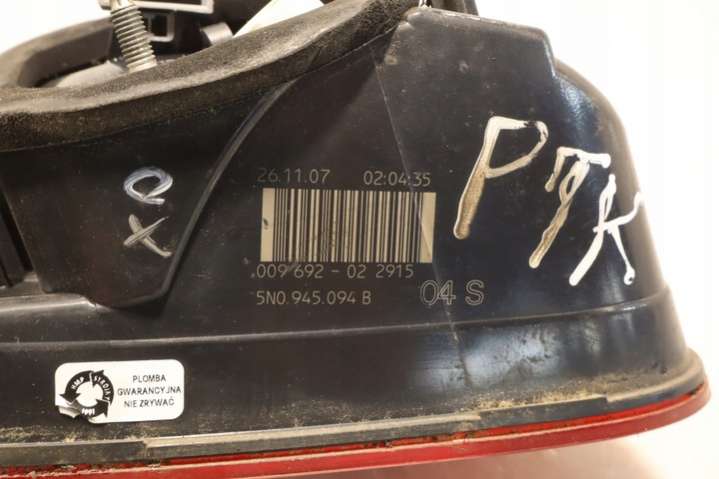 26.11.07 02:04:35
009 692 - 02 2915
5N0.945.094 B 04 S
PTK
PLOMBA
GWARANCYJNA
NIE ZRYWAĆ
1991